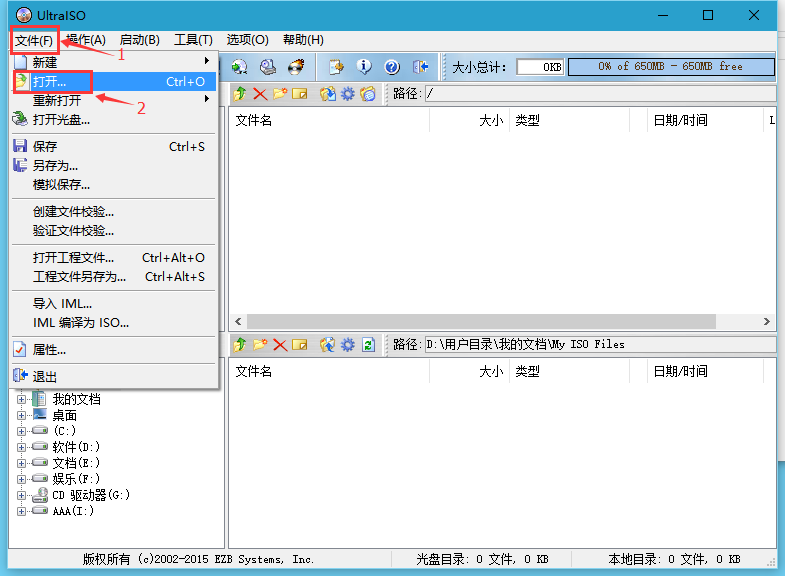 UltraISO
文件(F) 操作(A) 启动(B) 工具(T) 选项(O) 帮助(H)
1
新建
打开... Ctrl+O
重新打开
2
打开光盘...
保存 Ctrl+S
另存为...
模拟保存...
创建文件校验...
验证文件校验...
打开工程文件... Ctrl+Alt+O
工程文件另存为... Ctrl+Alt+S
导入 IML...
IML 编译为 ISO...
属性...
退出
大小总计: 0KB 0% of 650MB - 650MB free
路径: /
文件名 大小 类型 日期/时间 L
路径: D:\用户目录\我的文档\My ISO Files
文件名 大小 类型 日期/时间
我的文档
桌面
(C:)
软件(D:)
文档(E:)
娱乐(F:)
CD 驱动器(G:)
AAA(I:)
版权所有 (c)2002-2015 EZB Systems, Inc. 光盘目录: 0 文件, 0 KB 本地目录: 0 文件, 0 KB